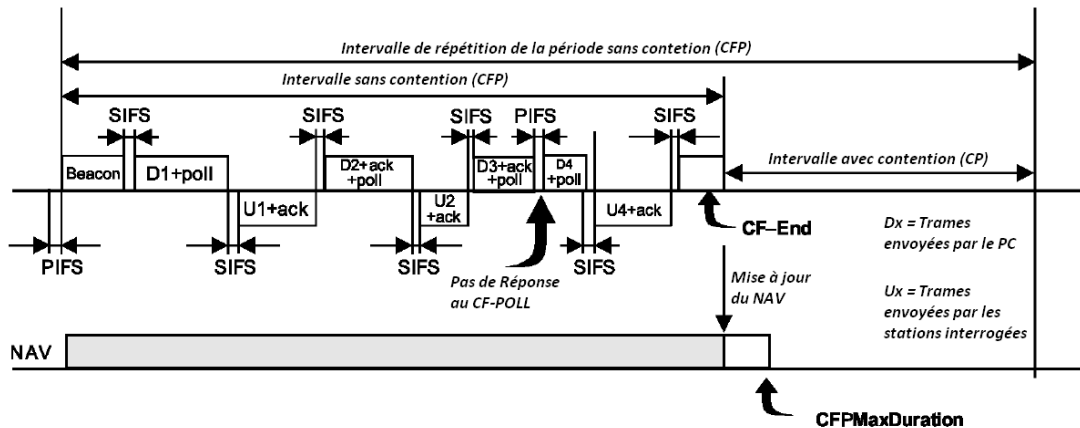 Intervalle de répétition de la période sans contetion (CFP)
Intervalle sans contention (CFP)
SIFS
SIFS
SIFS
PIFS
SIFS
Beacon
D1+poll
D2+ack
+poll
D3+ack
+poll
D4
+poll
Intervalle avec contention (CP)
U1+ack
U2
+ack
U4+ack
PIFS
SIFS
SIFS
SIFS
CF–End
Pas de Réponse
au CF-POLL
Mise à jour
du NAV
Dx = Trames
envoyées par le PC
Ux = Trames
envoyées par les
stations interrogées
NAV
CFPMaxDuration